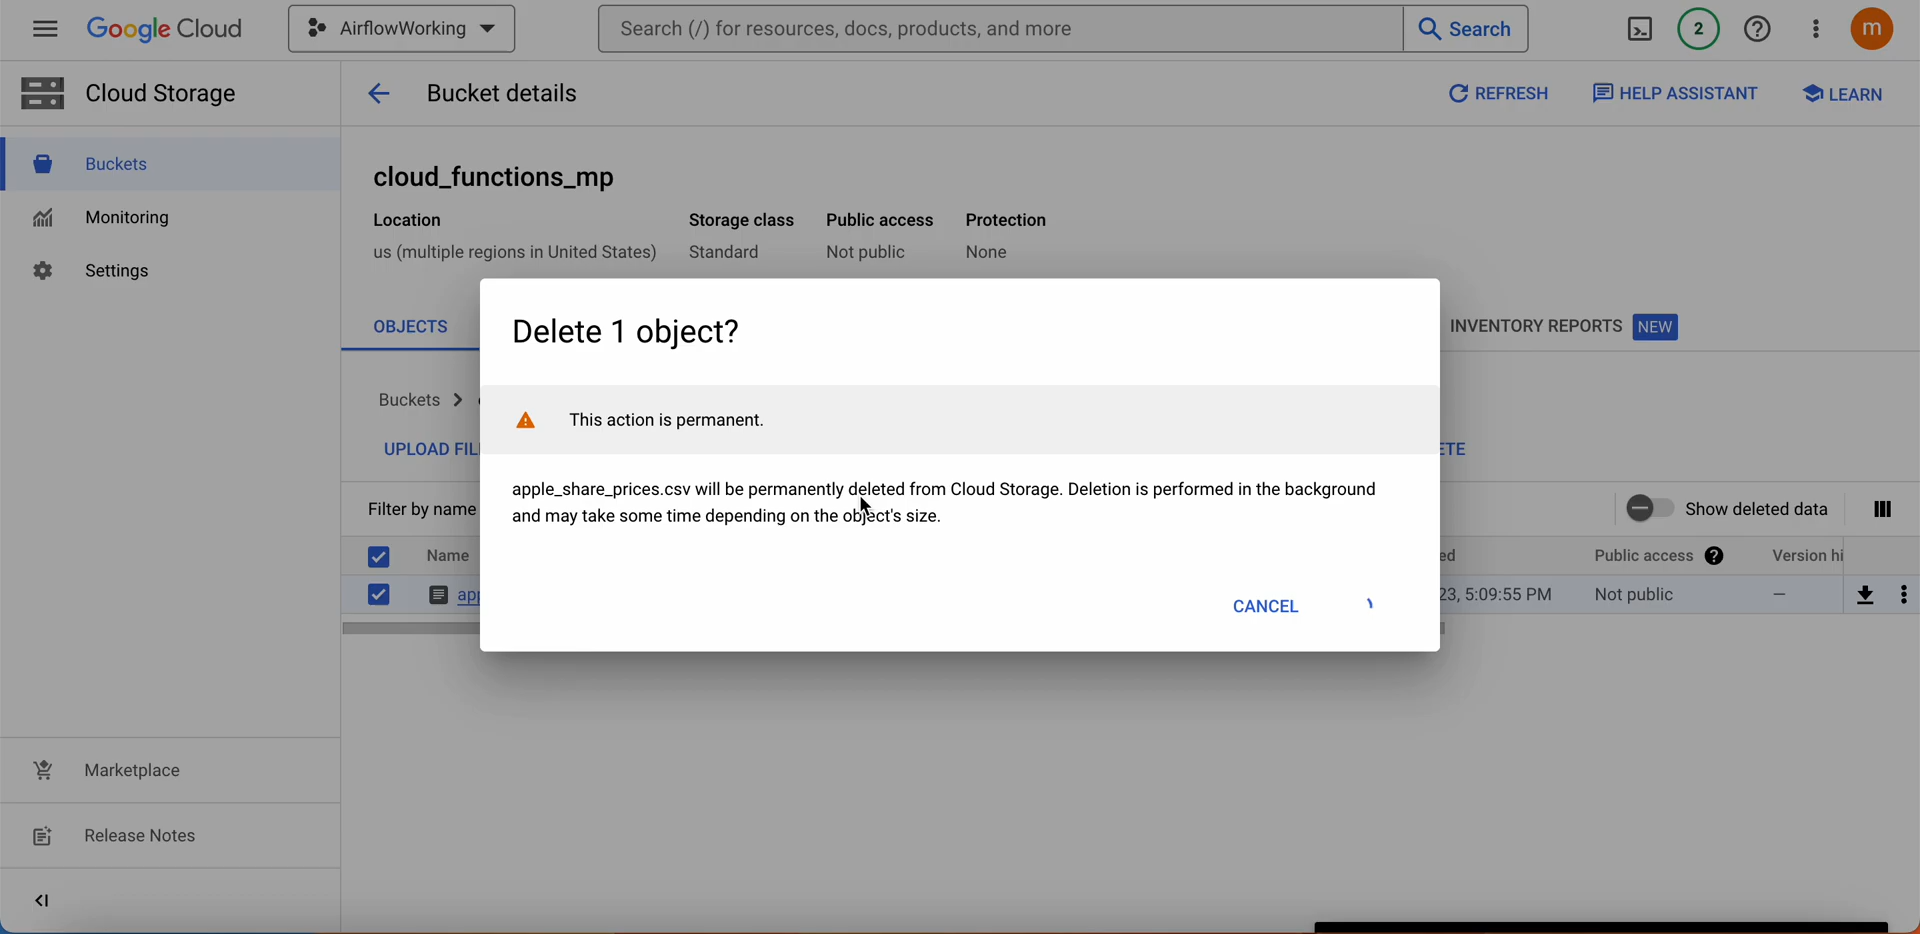 Google Cloud
AirflowWorking
Search (/) for resources, docs, products, and more
Search
2
m
Cloud Storage
Bucket details
REFRESH
HELP ASSISTANT
LEARN
Buckets
Monitoring
Settings
cloud_functions_mp
Location
Storage class
Public access
Protection
us (multiple regions in United States)
Standard
Not public
None
OBJECTS
INVENTORY REPORTS
NEW
Delete 1 object?
This action is permanent.
apple_share_prices.csv will be permanently deleted from Cloud Storage. Deletion is performed in the background
and may take some time depending on the object's size.
CANCEL
Buckets
UPLOAD FIL
ETE
Filter by name
Show deleted data
Name
ed
Public access
Version hi
app
23, 5:09:55 PM
Not public
—
Marketplace
Release Notes